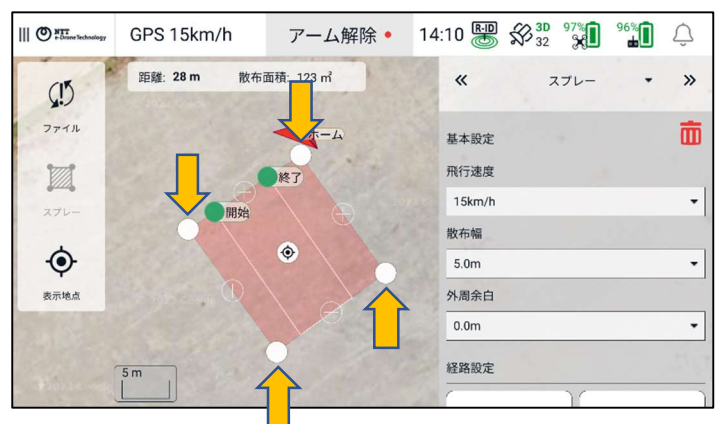 NTT e-Drone Technology
GPS 15km/h
アーム解除
14:10
R-ID
3D
32
97%
96%
距離: 28 m
散布面積: 123 ㎡
ファイル
スプレー
表示地点
ホーム
終了
開始
5 m
スプレー
基本設定
飛行速度
15km/h
散布幅
5.0m
外周余白
0.0m
経路設定